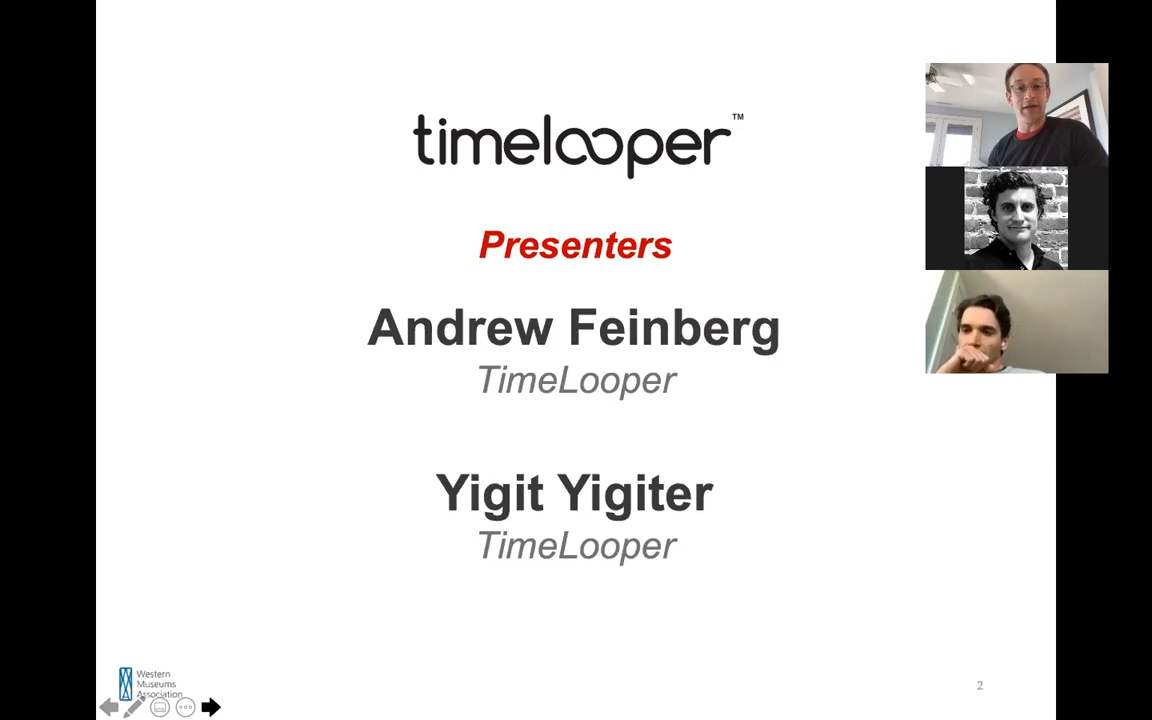 timelooper™
Presenters
Andrew Feinberg
TimeLooper
Yigit Yigiter
TimeLooper
Western
Museums
Association
2